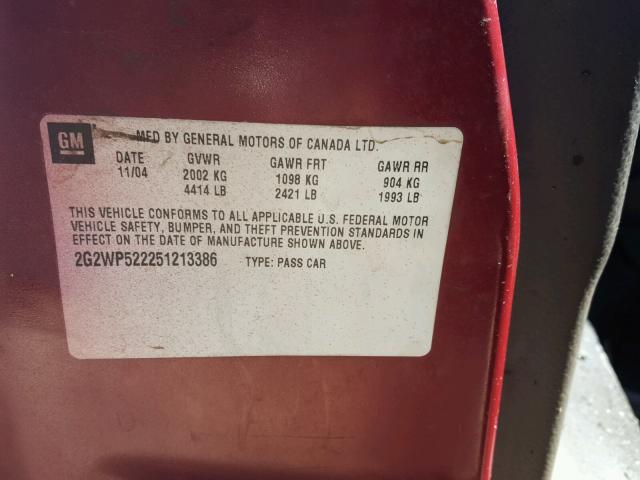 GM
MFD BY GENERAL MOTORS OF CANADA LTD.
DATE GVWR GAWR FRT GAWR RR
11/04 2002 KG 1098 KG 904 KG
4414 LB 2421 LB 1993 LB
THIS VEHICLE CONFORMS TO ALL APPLICABLE U.S. FEDERAL MOTOR
VEHICLE SAFETY, BUMPER, AND THEFT PREVENTION STANDARDS IN
EFFECT ON THE DATE OF MANUFACTURE SHOWN ABOVE.
2G2WP522251213386 TYPE: PASS CAR